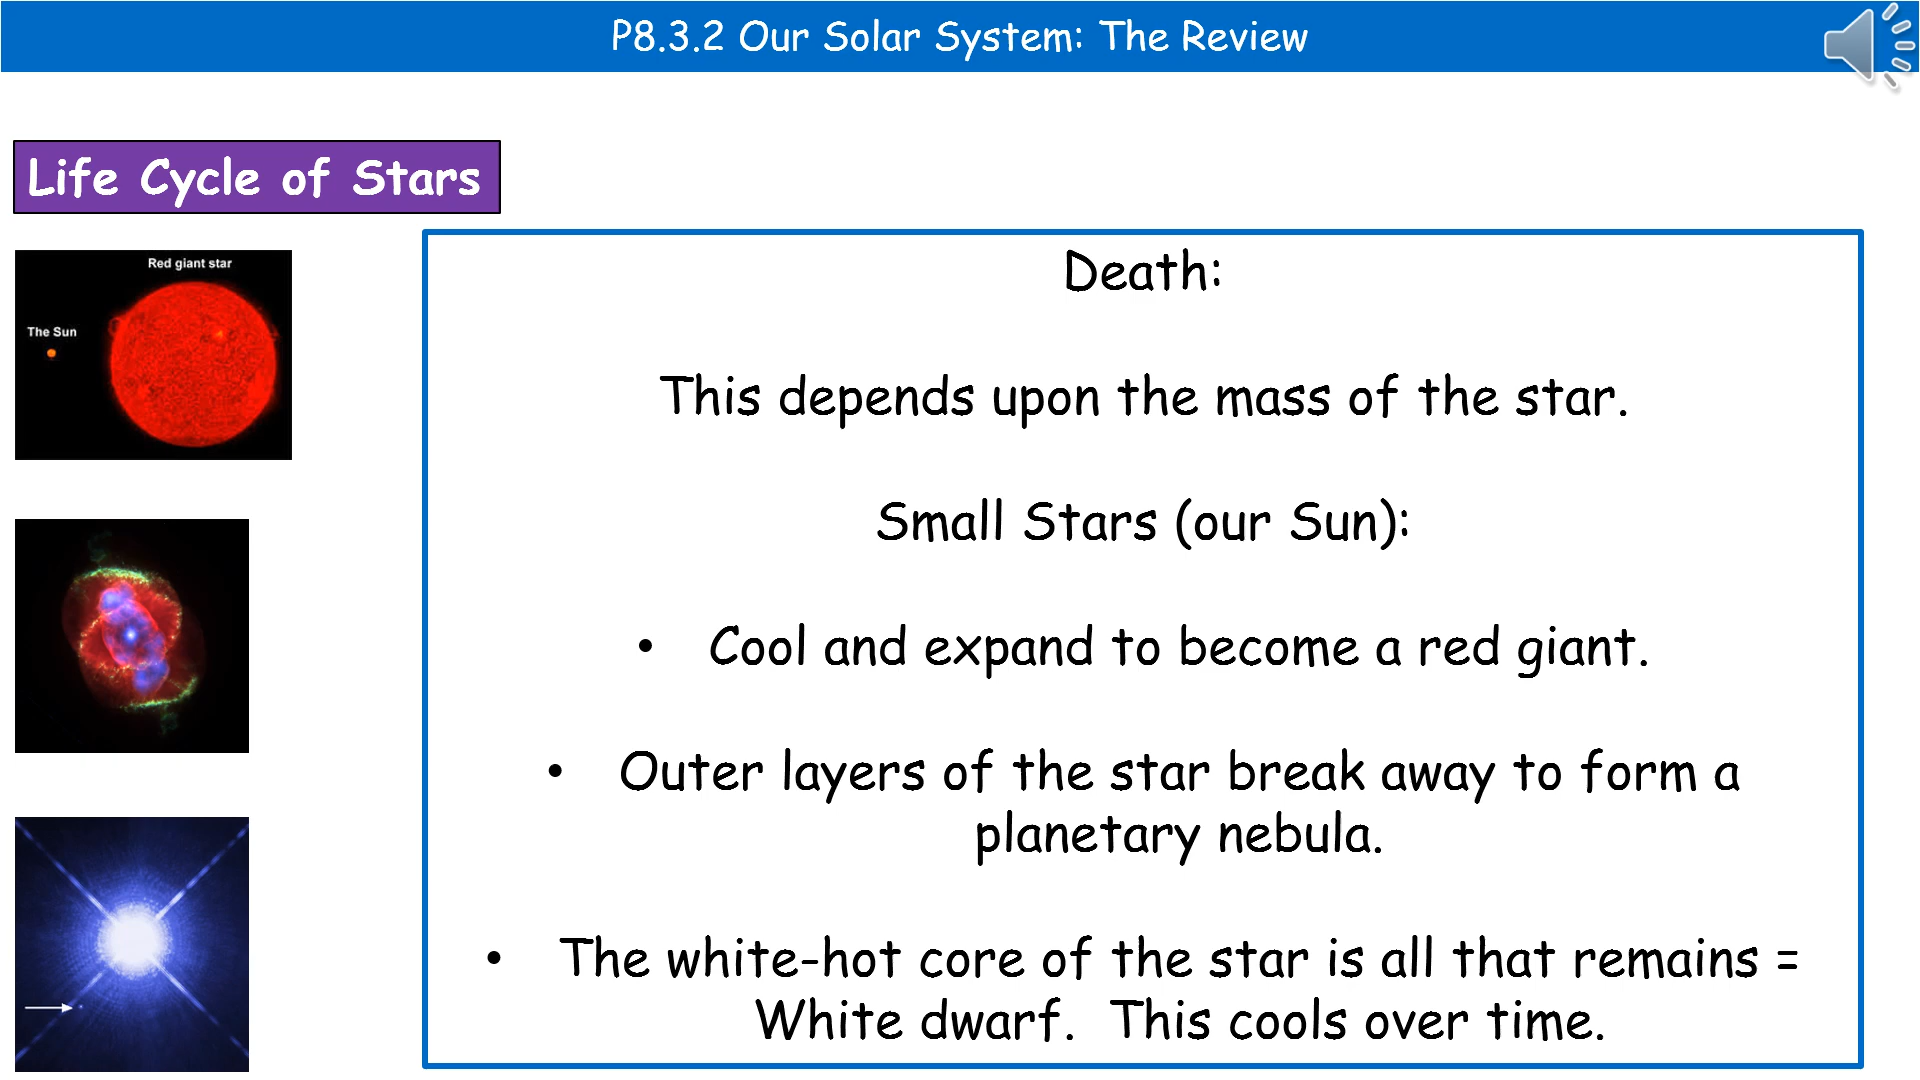 P8.3.2 Our Solar System: The Review
Life Cycle of Stars
Red giant star
The Sun
Death:
This depends upon the mass of the star.
Small Stars (our Sun):
• Cool and expand to become a red giant.
• Outer layers of the star break away to form a
planetary nebula.
• The white-hot core of the star is all that remains =
White dwarf.  This cools over time.